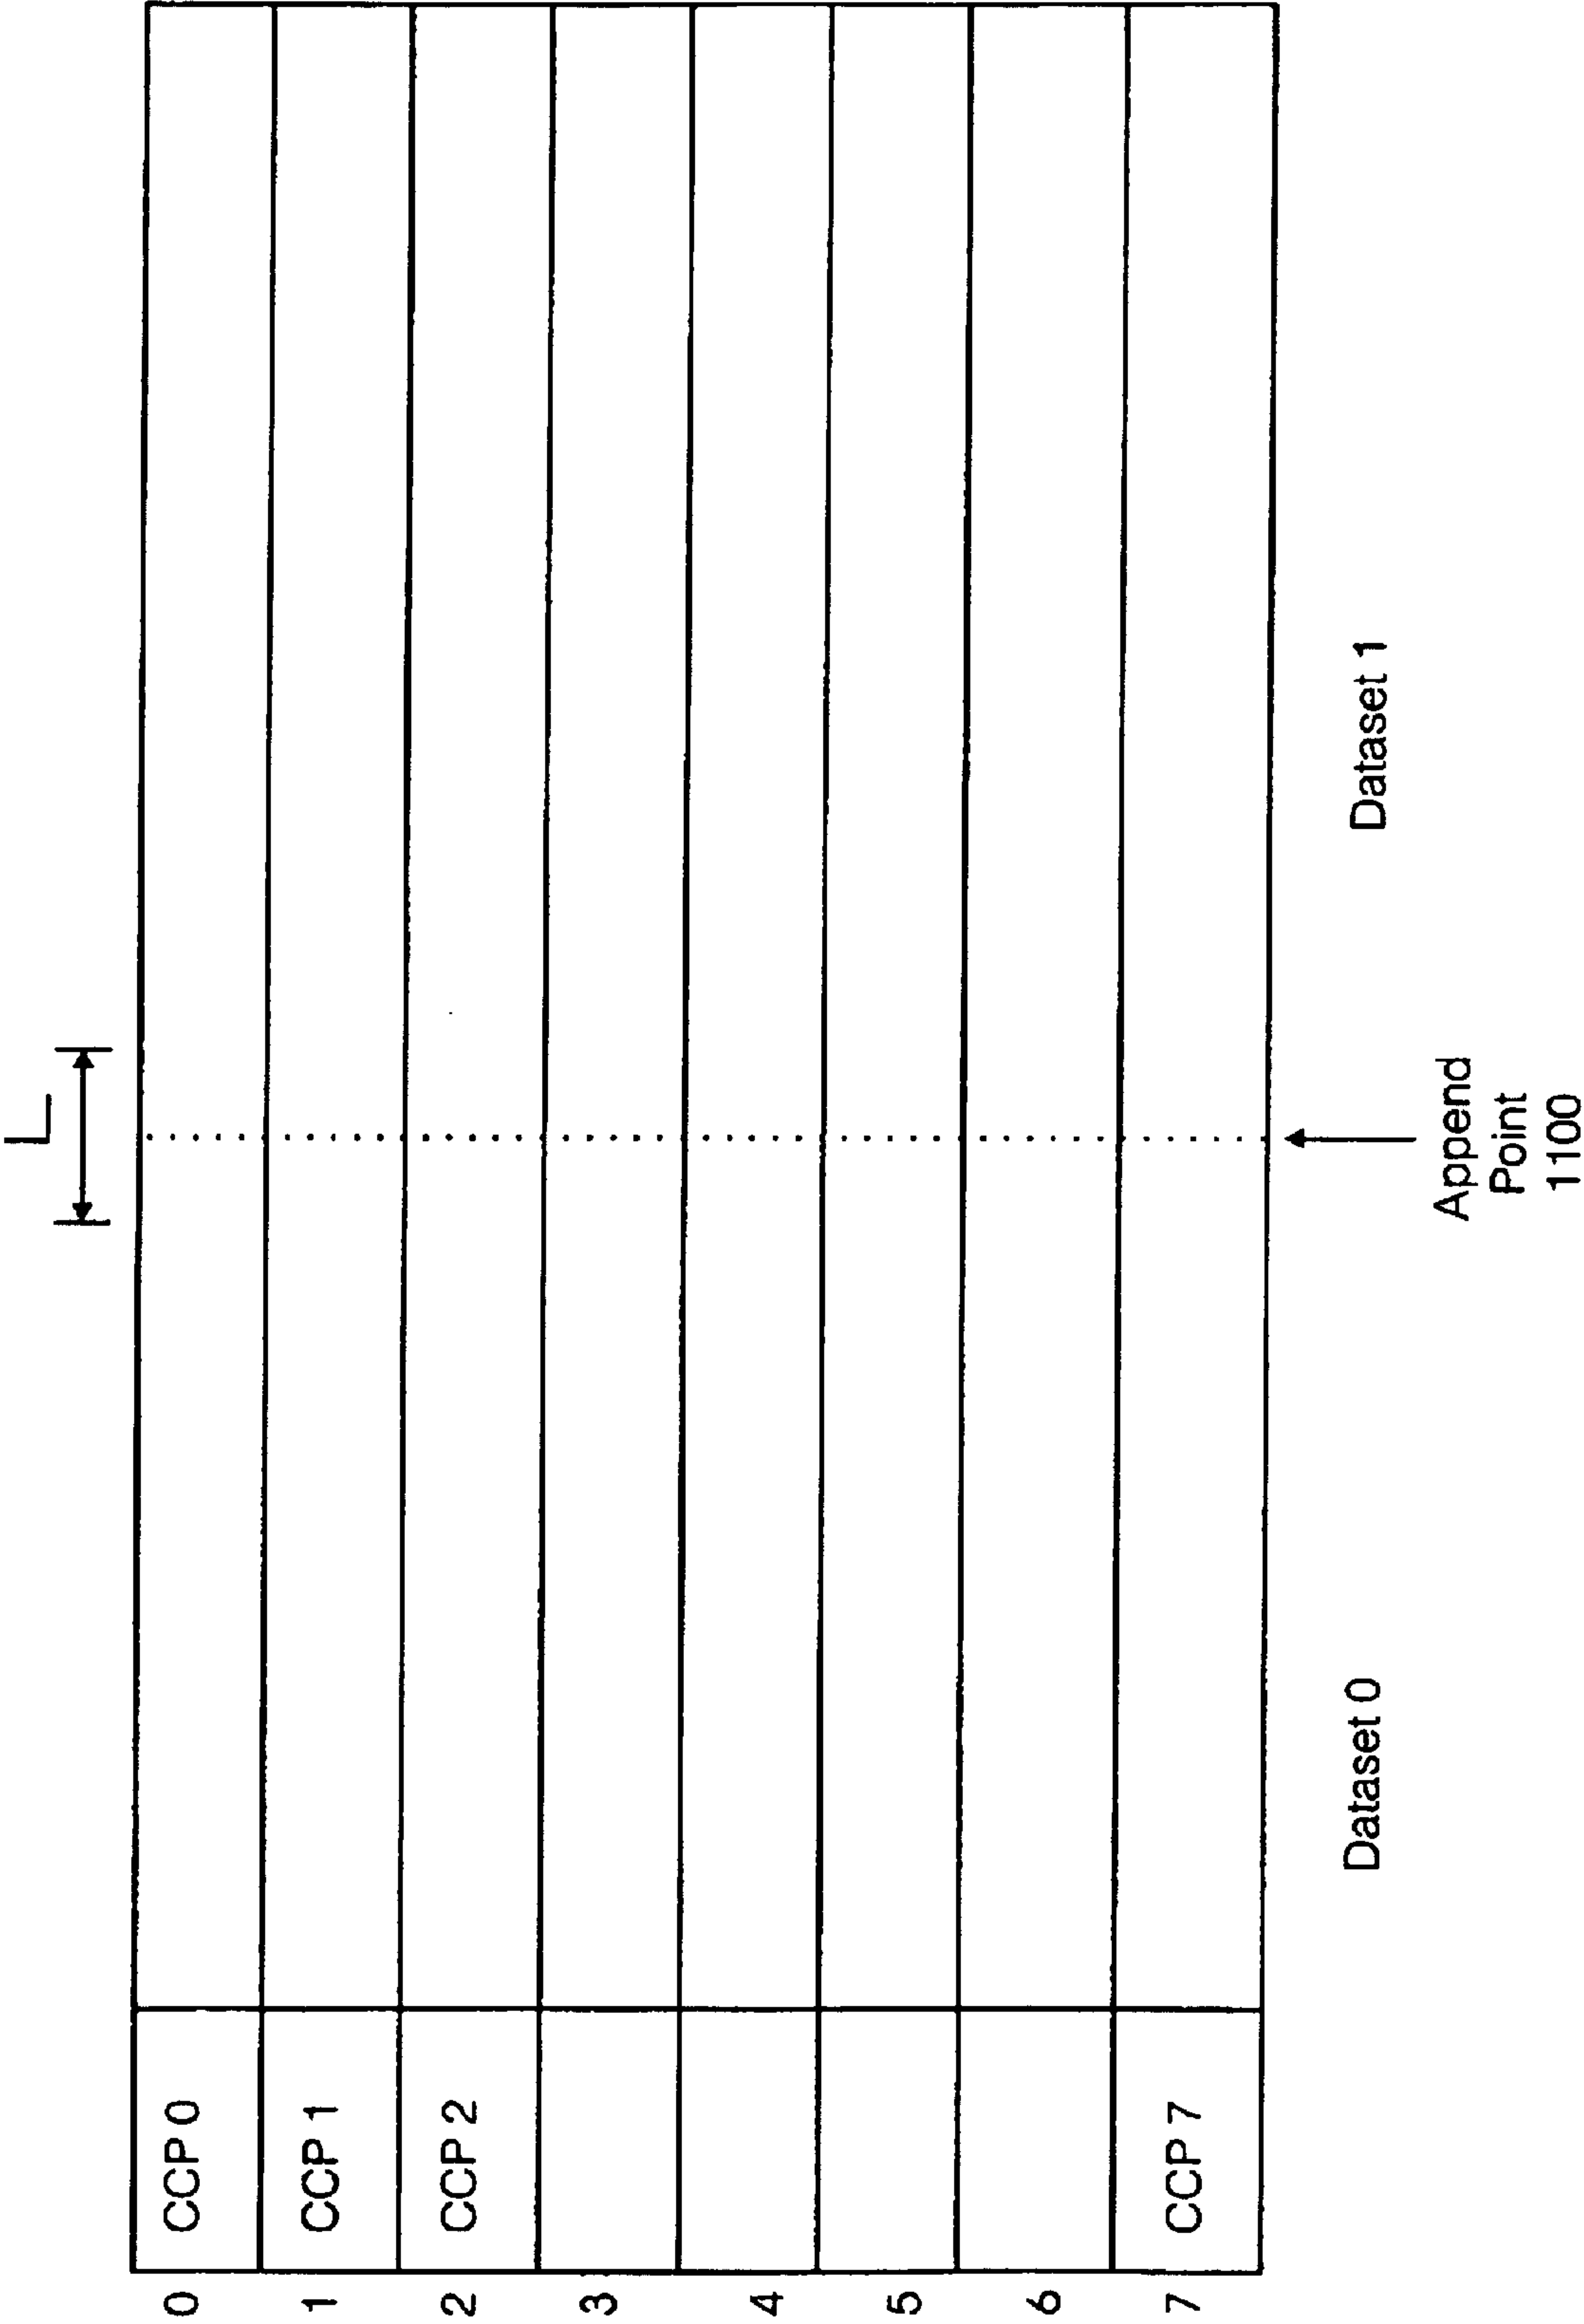 L
0 CCP 0
1 CCP 1
2 CCP 2
3
4
5
6
7 CCP 7
Dataset 0
Dataset 1
Append
Point
1100